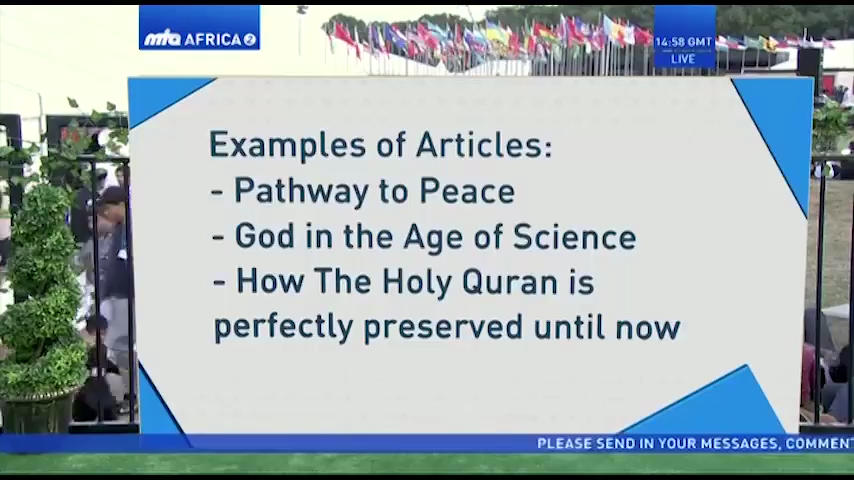 mta AFRICA 2
14:58 GMT
LIVE
Examples of Articles:
- Pathway to Peace
- God in the Age of Science
- How The Holy Quran is
perfectly preserved until now
PLEASE SEND IN YOUR MESSAGES, COMMENT